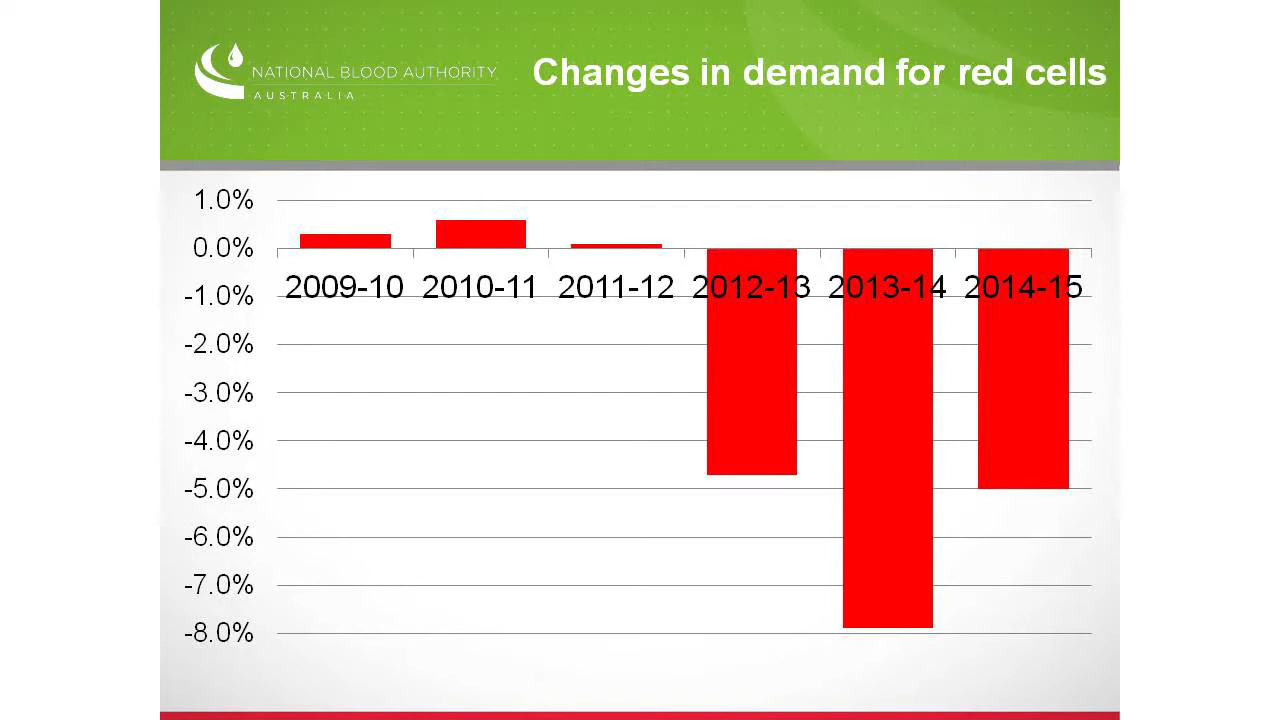 NATIONAL BLOOD AUTHORITY
AUSTRALIA
Changes in demand for red cells
1.0%
0.0%
2009-10 2010-11 2011-12 2012-13 2013-14 2014-15
-1.0%
-2.0%
-3.0%
-4.0%
-5.0%
-6.0%
-7.0%
-8.0%